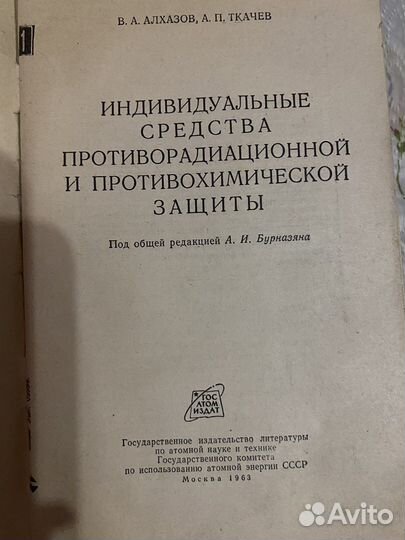 В. А. АЛХАЗОВ, А. П. ТКАЧЕВ
1
ИНДИВИДУАЛЬНЫЕ
СРЕДСТВА
ПРОТИВОРАДИАЦИОННОЙ
И ПРОТИВОХИМИЧЕСКОЙ
ЗАЩИТЫ
Под общей редакцией А. И. Бурназяна
ГОС
АТОМ
ИЗДАТ
Государственное издательство литературы
по атомной науке и технике
Государственного комитета
по использованию атомной энергии СССР
Москва 1963
Avito